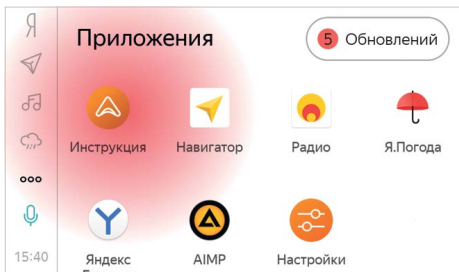 Я
Приложения
5 Обновлений
Инструкция
Навигатор
Радио
Я.Погода
15:40
Яндекс
AIMP
Настройки